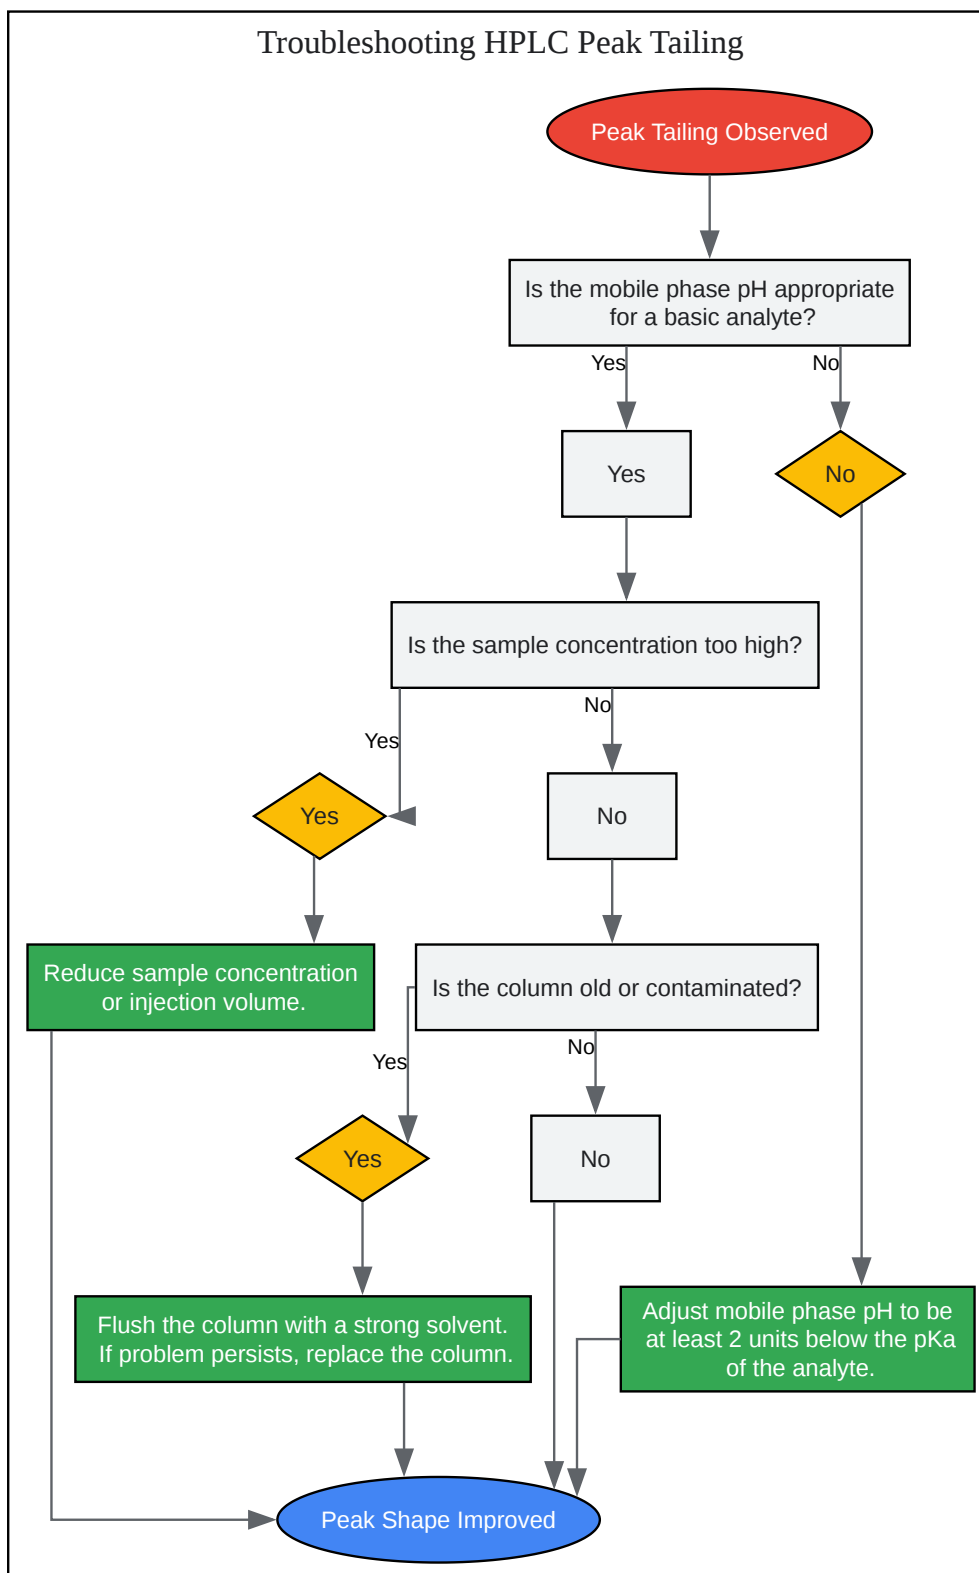 Troubleshooting HPLC Peak Tailing
Peak Tailing Observed
Is the mobile phase pH appropriate
for a basic analyte?
Yes
No
Yes
No
Is the sample concentration too high?
No
Yes
Yes
No
Reduce sample concentration
or injection volume.
Is the column old or contaminated?
No
Yes
Yes
No
Flush the column with a strong solvent.
If problem persists, replace the column.
Adjust mobile phase pH to be
at least 2 units below the pKa
of the analyte.
Peak Shape Improved